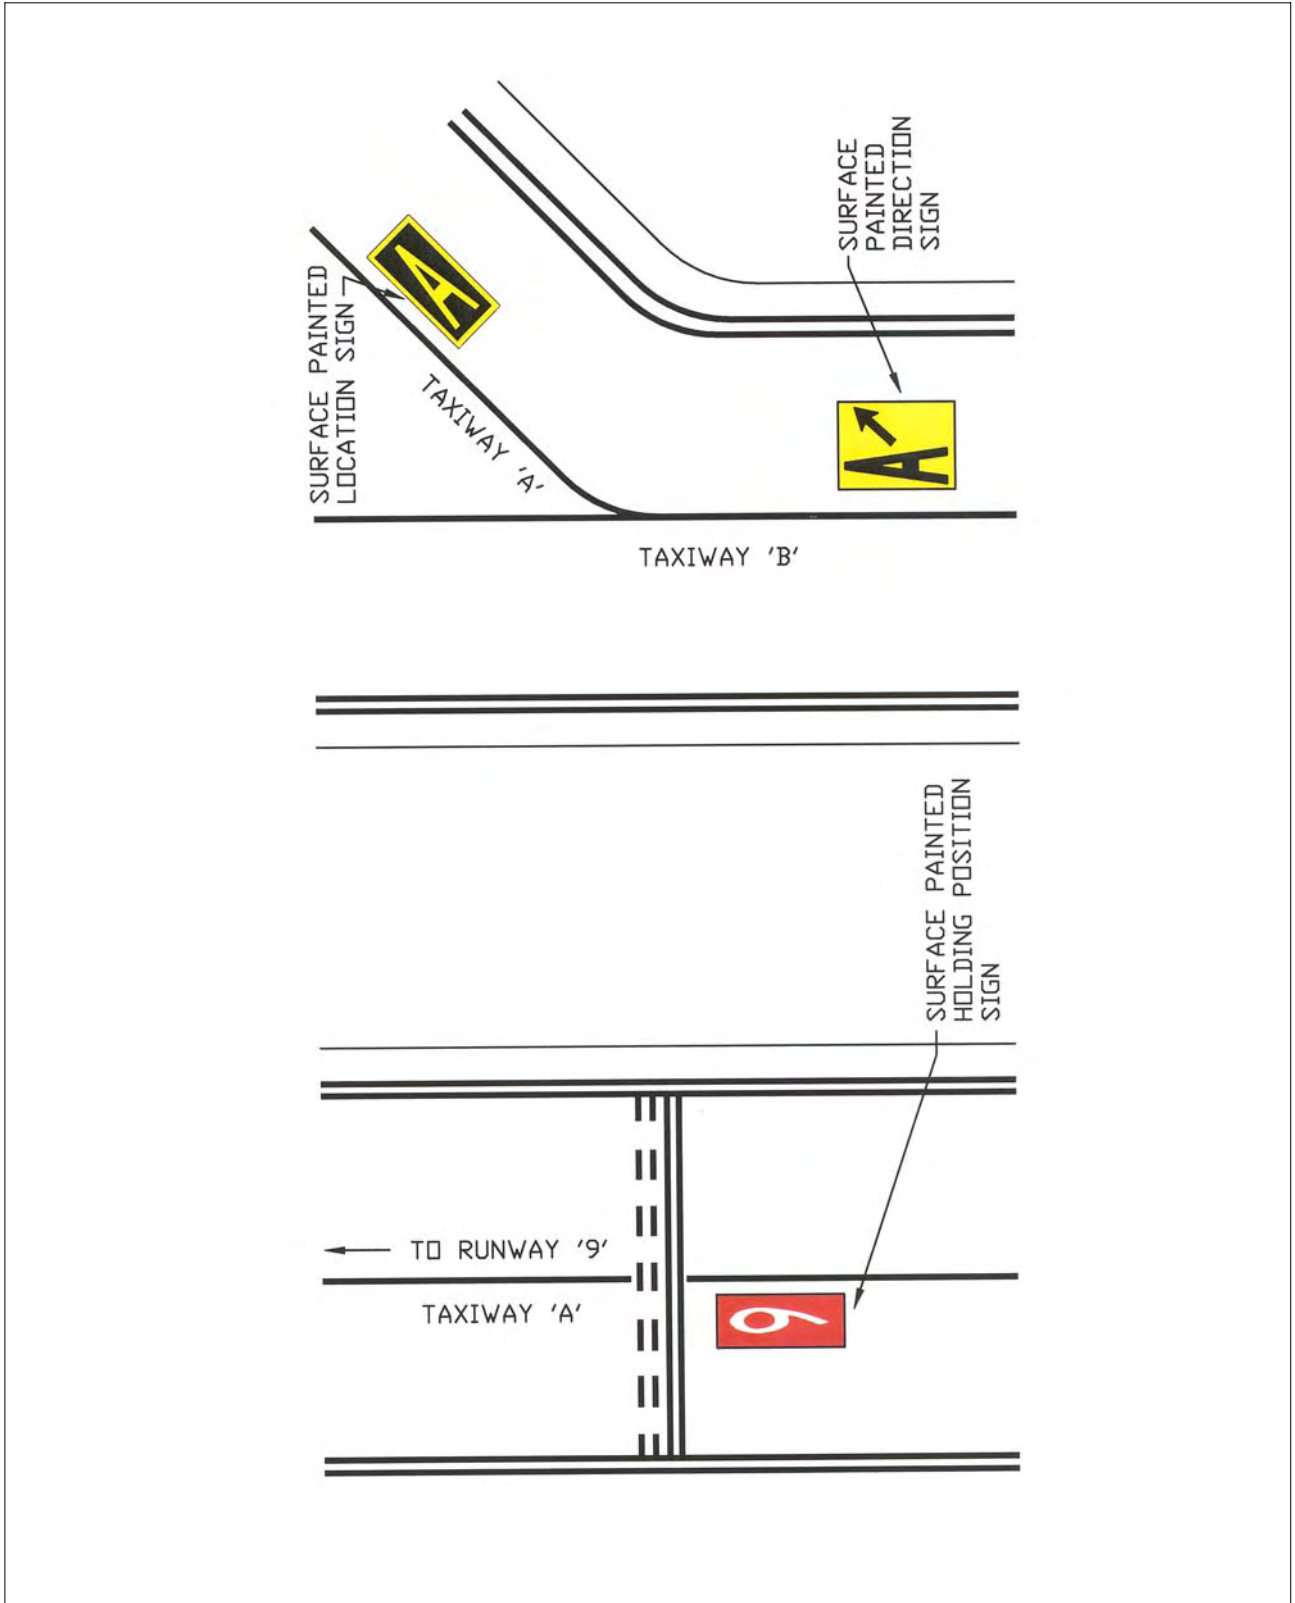 SURFACE
PAINTED
DIRECTION
SIGN
SURFACE PAINTED
LOCATION SIGN
A
TAXIWAY 'A'
A
TAXIWAY 'B'
SURFACE PAINTED
HOLDING POSITION
SIGN
TO RUNWAY '9'
TAXIWAY 'A'
9